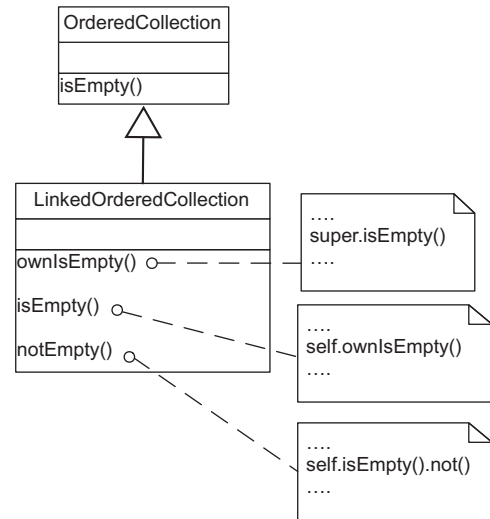 OrderedCollection
isEmpty()
LinkedOrderedCollection
ownIsEmpty()
isEmpty()
notEmpty()
....
super.isEmpty()
....
....
self.ownIsEmpty()
....
....
self.isEmpty().not()
....